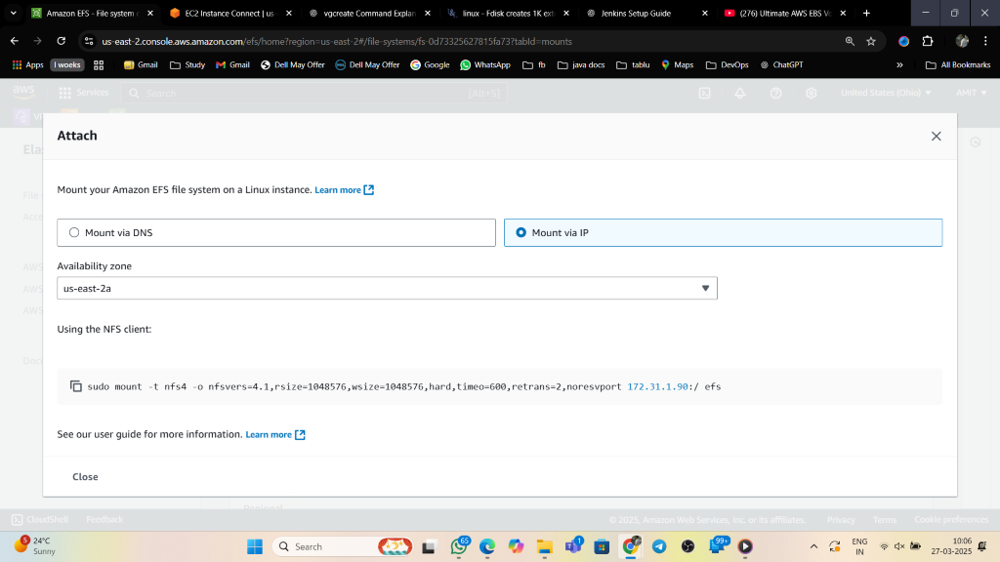 Amazon EFS - File system
EC2 Instance Connect | us-
vgcreate Command Explan
linux - Fdisk creates 1K ext
Jenkins Setup Guide
(276) Ultimate AWS EBS Vo
us-east-2.console.aws.amazon.com/efs/home?region=us-east-2#/file-systems/fs-0d73325627815fa73?tabId=mounts
Apps
I weeks
Gmail
Study
Gmail
Dell May Offer
Dell May Offer
Google
WhatsApp
fb
java docs
tablu
Maps
DevOps
ChatGPT
»
All Bookmarks
aws
Services
Search
[Alt+S]
United States (Ohio)
AMIT
Attach
Mount your Amazon EFS file system on a Linux instance. Learn more
Mount via DNS
Mount via IP
Availability zone
us-east-2a
Using the NFS client:
sudo mount -t nfs4 -o nfsvers=4.1,rsize=1048576,wsize=1048576,hard,timeo=600,retrans=2,noresvport 172.31.1.90:/ efs
See our user guide for more information. Learn more
Close
CloudShell
Feedback
© 2025, Amazon Web Services, Inc. or its affiliates.
Privacy
Terms
Cookie preferences
5
24°C
Sunny
Search
65
1
99+
ENG
IN
10:06
27-03-2025